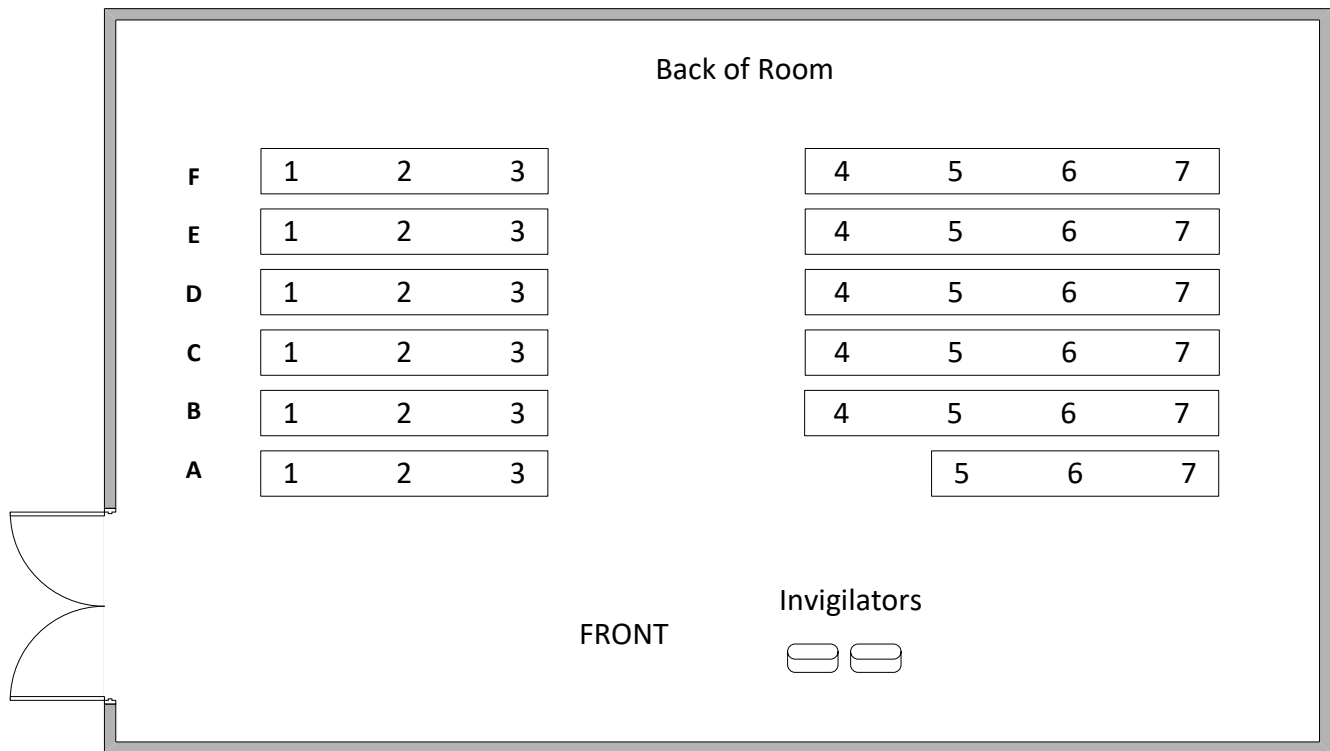 Back of Room
F 1 2 3 4 5 6 7
E 1 2 3 4 5 6 7
D 1 2 3 4 5 6 7
C 1 2 3 4 5 6 7
B 1 2 3 4 5 6 7
A 1 2 3 5 6 7
Invigilators
FRONT